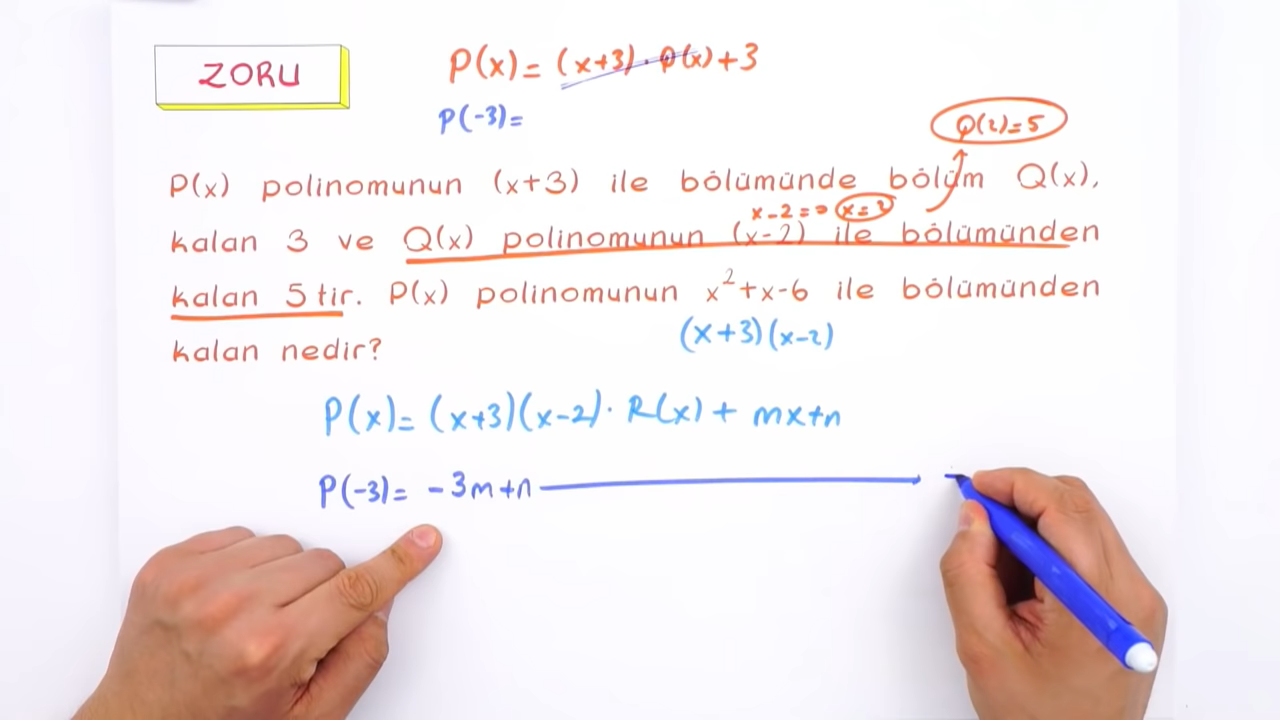 ZORU
P(x) = (x+3) · Q(x) + 3
P(-3) =
Q(2) = 5
P(x) polinomunun (x+3) ile bölümünde bölüm Q(x),
x-2 = 0 x = 2
kalan 3 ve Q(x) polinomunun (x-2) ile bölümünden
kalan 5 tir. P(x) polinomunun x²+x-6 ile bölümünden
(x+3)(x-2)
kalan nedir?
P(x) = (x+3)(x-2) · R(x) + mx+n
P(-3) = -3m+n